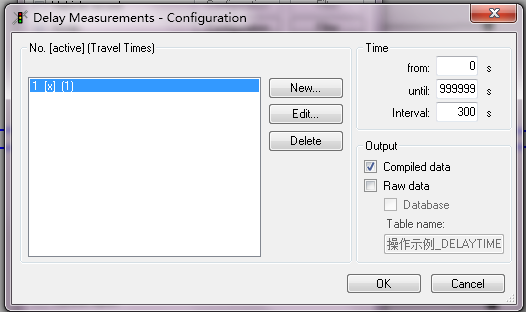 Delay Measurements - Configuration
No. [active] (Travel Times)
1 [x] (1)
New...
Edit...
Delete
Time
from: 0 s
until: 999999 s
Interval: 300 s
Output
Compiled data
Raw data
Database
Table name:
操作示例_DELAYTIME
OK
Cancel